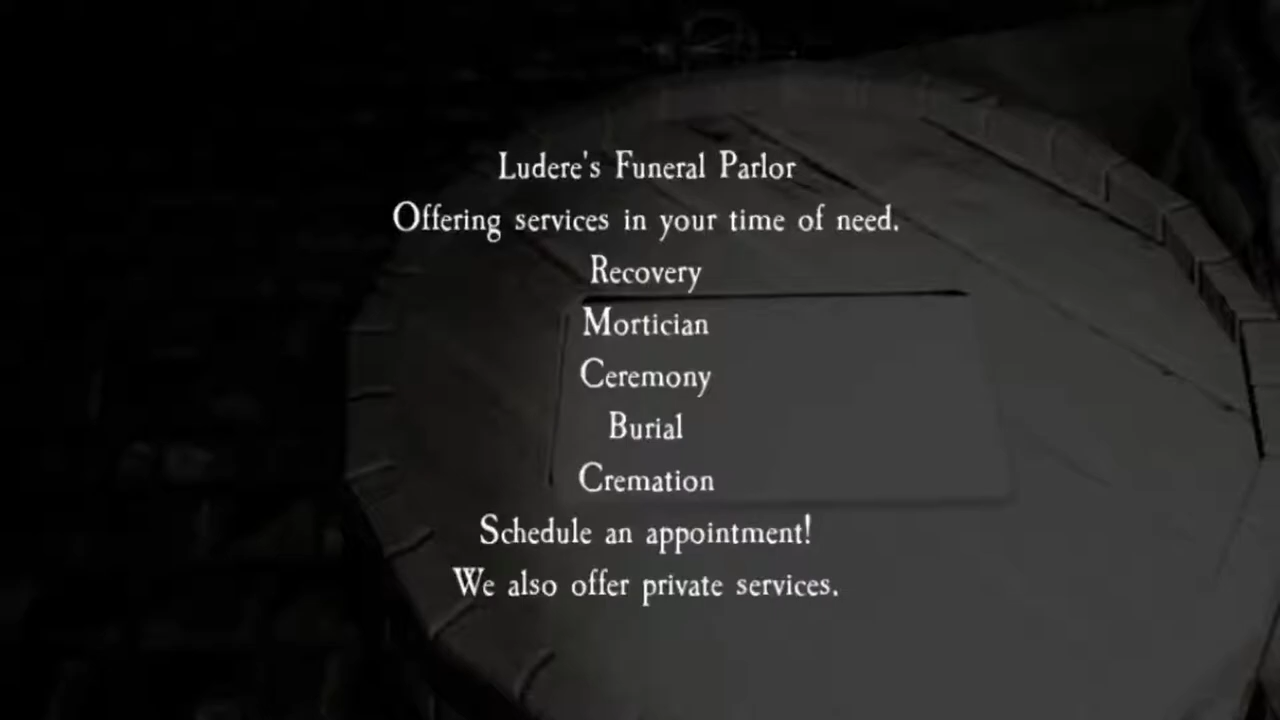 Ludere's Funeral Parlor
Offering services in your time of need.
Recovery
Mortician
Ceremony
Burial
Cremation
Schedule an appointment!
We also offer private services.